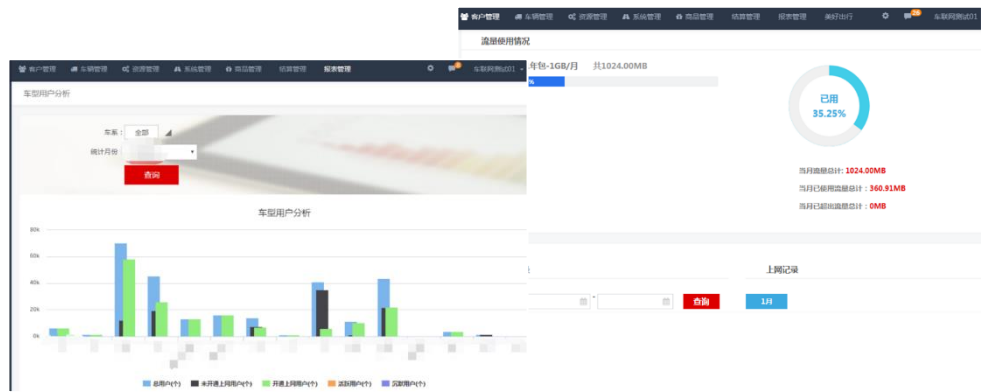 客户管理 车辆管理 资源管理 系统管理 商品管理 结算管理 报表管理 美好出行 车联网测试01
流量使用情况
年包-1GB/月 共1024.00MB
%
已用
35.25%
当月流量总计: 1024.00MB
当月已使用流量总计：360.91MB
当月已超出流量总计：0MB
上网记录
- 查询 1月
客户管理 车辆管理 资源管理 系统管理 商品管理 结算管理 报表管理 车联网测试01
车型用户分析
车系： 全部
统计月份
查询
车型用户分析
80k
60k
40k
20k
0k
总用户(个) 未开通上网用户(个) 开通上网用户(个) 活跃用户(个) 沉默用户(个)